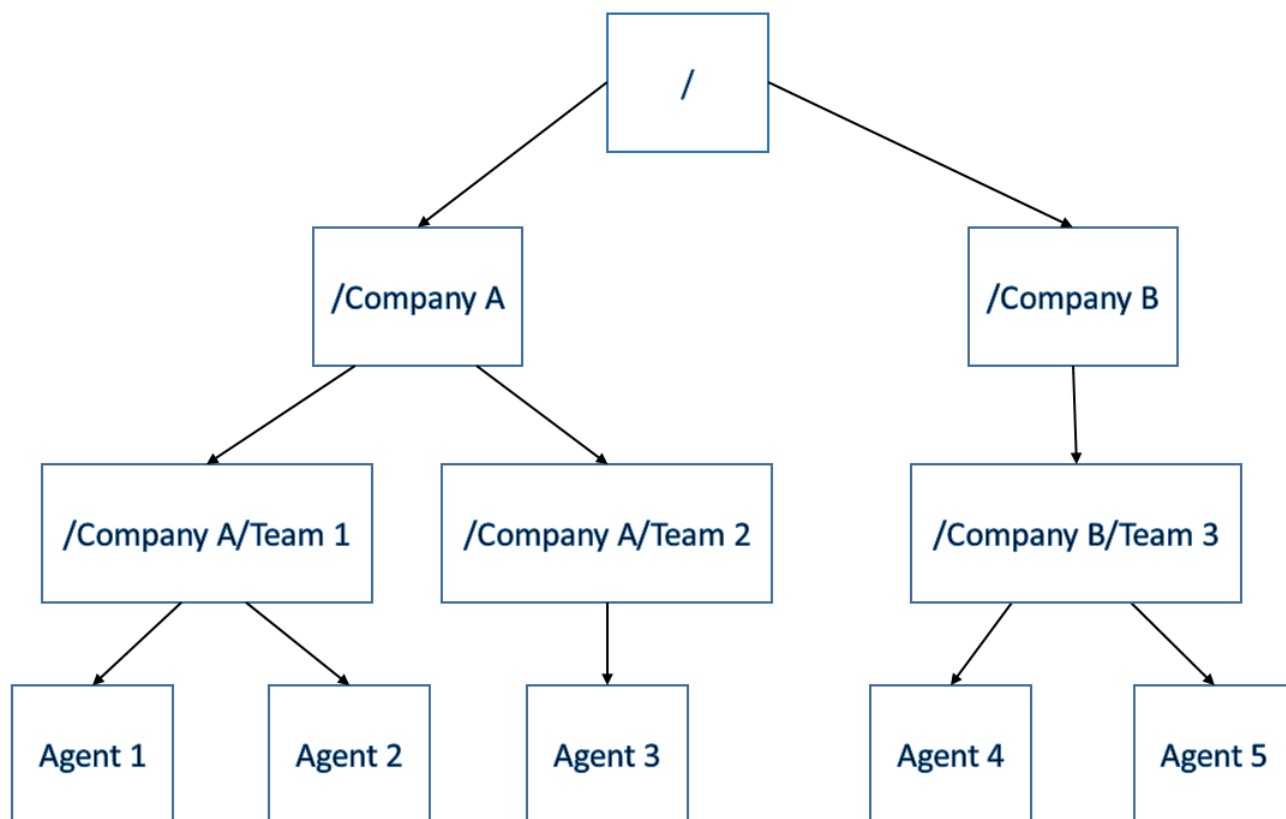 /
/Company A
/Company B
/Company A/Team 1
/Company A/Team 2
/Company B/Team 3
Agent 1
Agent 2
Agent 3
Agent 4
Agent 5